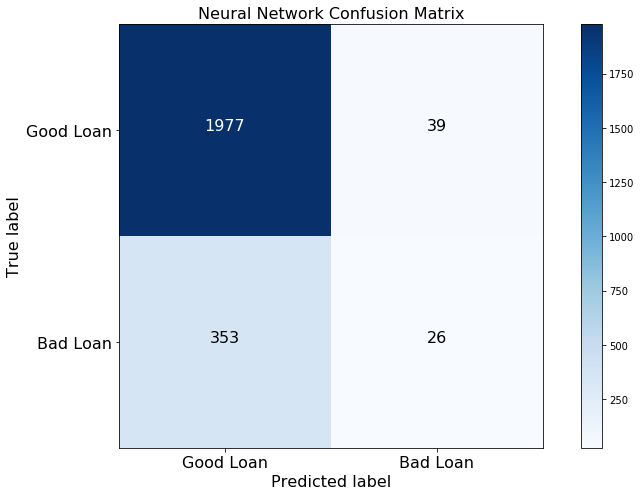 Neural Network Confusion Matrix
True label
Good Loan
1977
39
Bad Loan
353
26
Good Loan
Bad Loan
Predicted label
1750
1500
1250
1000
750
500
250